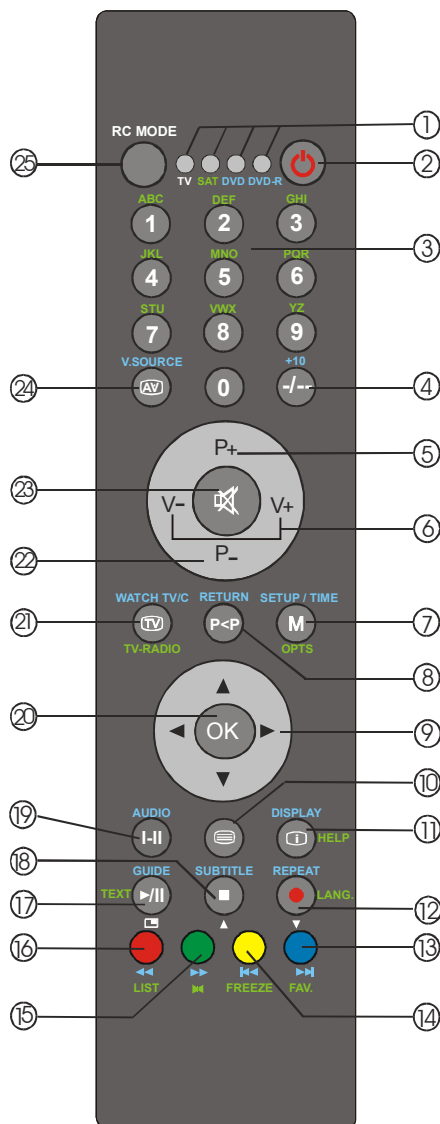 RC MODE
1
25
TV SAT DVD DVD-R
2
ABC DEF GHI
1 2 3
3
JKL MNO PQR
4 5 6
STU VWX YZ
7 8 9
V.SOURCE +10
24
AV 0 -/--
4
P+
5
23
V- V+
6
P-
22
WATCH TV/C RETURN SETUP / TIME
21
TV P<P M
7
TV-RADIO OPTS
8
20
OK
9
10
19
AUDIO DISPLAY
I-II i HELP
11
18
GUIDE SUBTITLE REPEAT
TEXT LANG.
17
12
16
13
LIST FREEZE FAV.
15
14